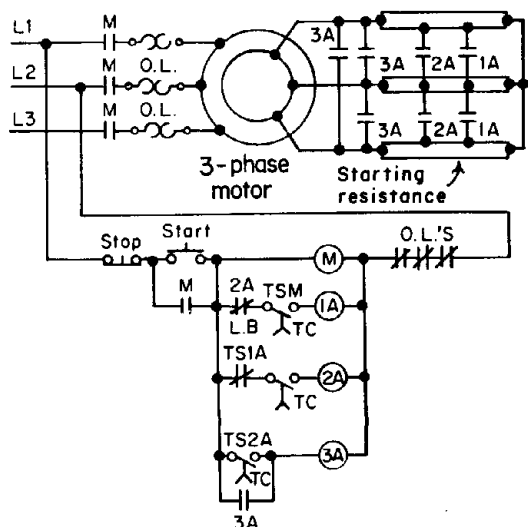 L1
M
L2
M
O.L.
L3
M
O.L.
3-phase
motor
3A
3A
2A
1A
3A
2A
1A
Starting
resistance
Stop
Start
M
O.L.'S
M
2A
L.B
TSM
TC
1A
TS1A
TC
2A
TS2A
TC
3A
3A